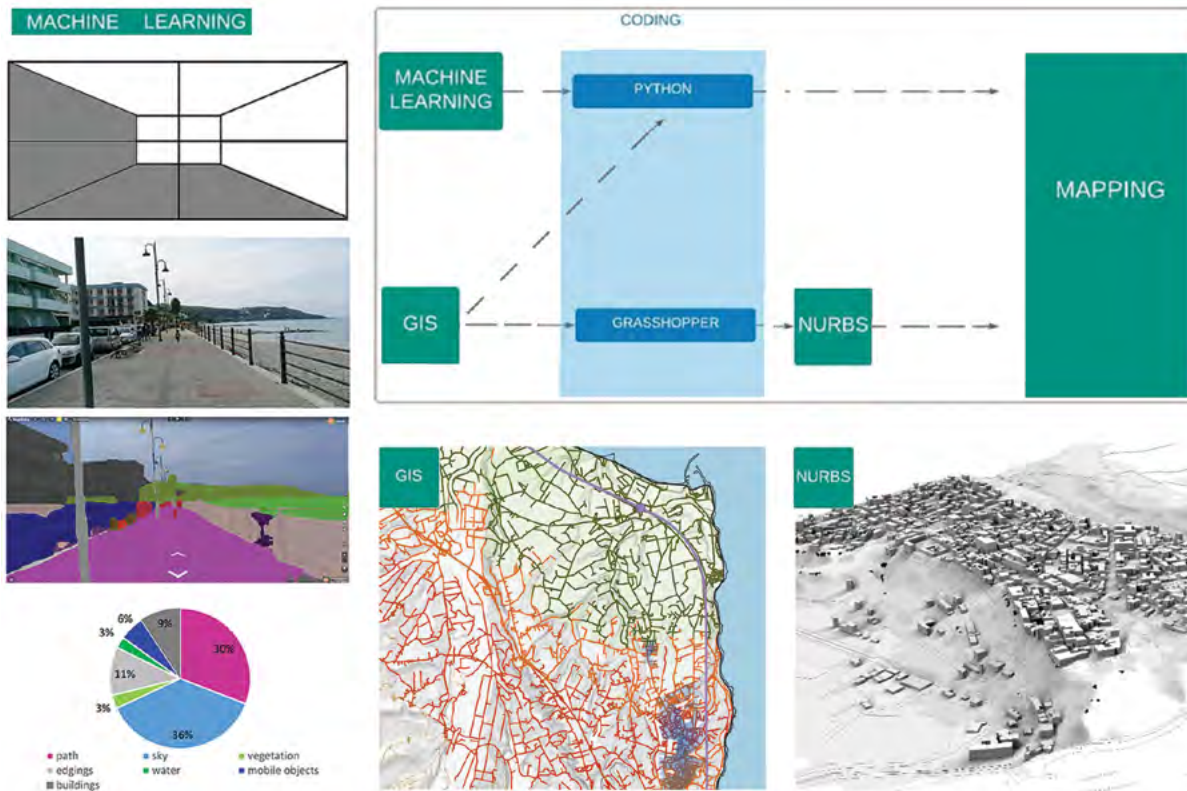 MACHINE LEARNING
CODING
MACHINE
LEARNING
PYTHON
MAPPING
GIS
GRASSHOPPER
NURBS
GIS
NURBS
6%
9%
3%
30%
11%
3%
36%
path
sky
vegetation
edgings
water
mobile objects
buildings